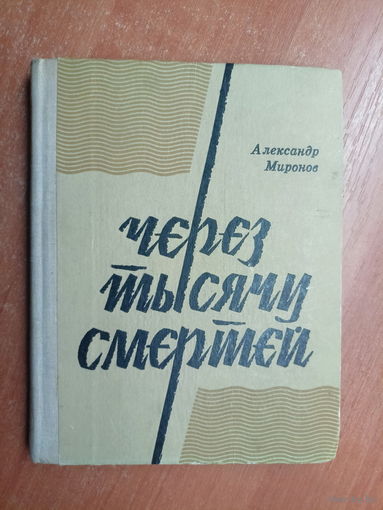 Александр
Миронов
через
тысячу
смертей